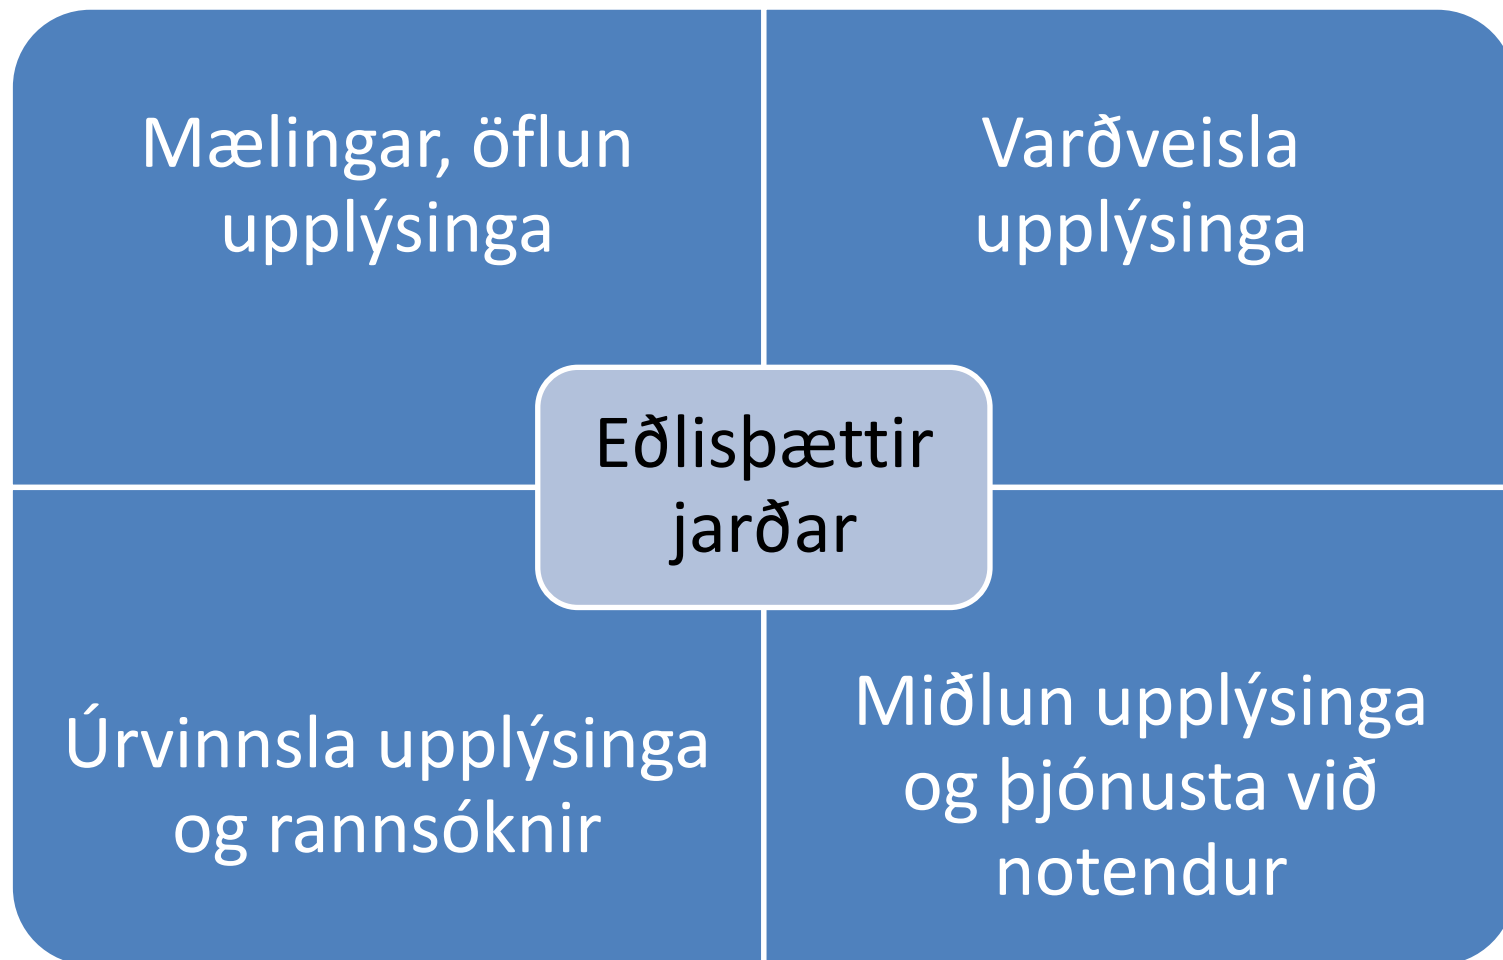 Mælingar, öflun
upplýsinga
Varðveisla
upplýsinga
Eðlisþættir
jarðar
Úrvinnsla upplýsinga
og rannsóknir
Miðlun upplýsinga
og þjónusta við
notendur